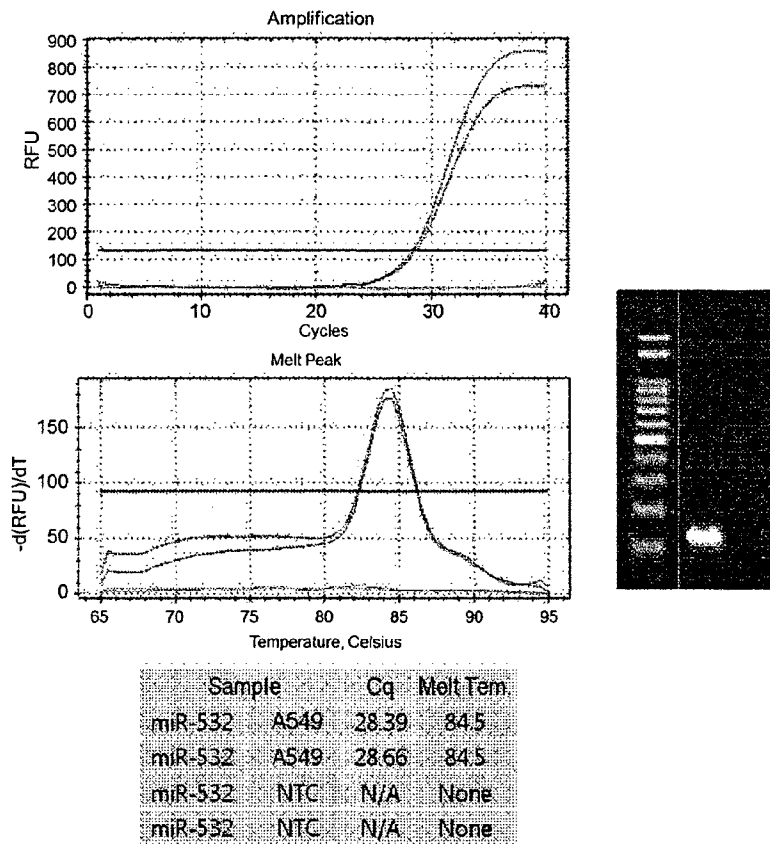 Amplification
900
800
700
600
500
400
300
200
100
0
RFU
0 10 20 30 40
Cycles
Melt Peak
150
100
50
0
-d(RFU)/dT
65 70 75 80 85 90 95
Temperature, Celsius
Sample Cq Melt Tem.
miR-532 A549 28.39 84.5
miR-532 A549 28.66 84.5
miR-532 NTC N/A None
miR-532 NTC N/A None